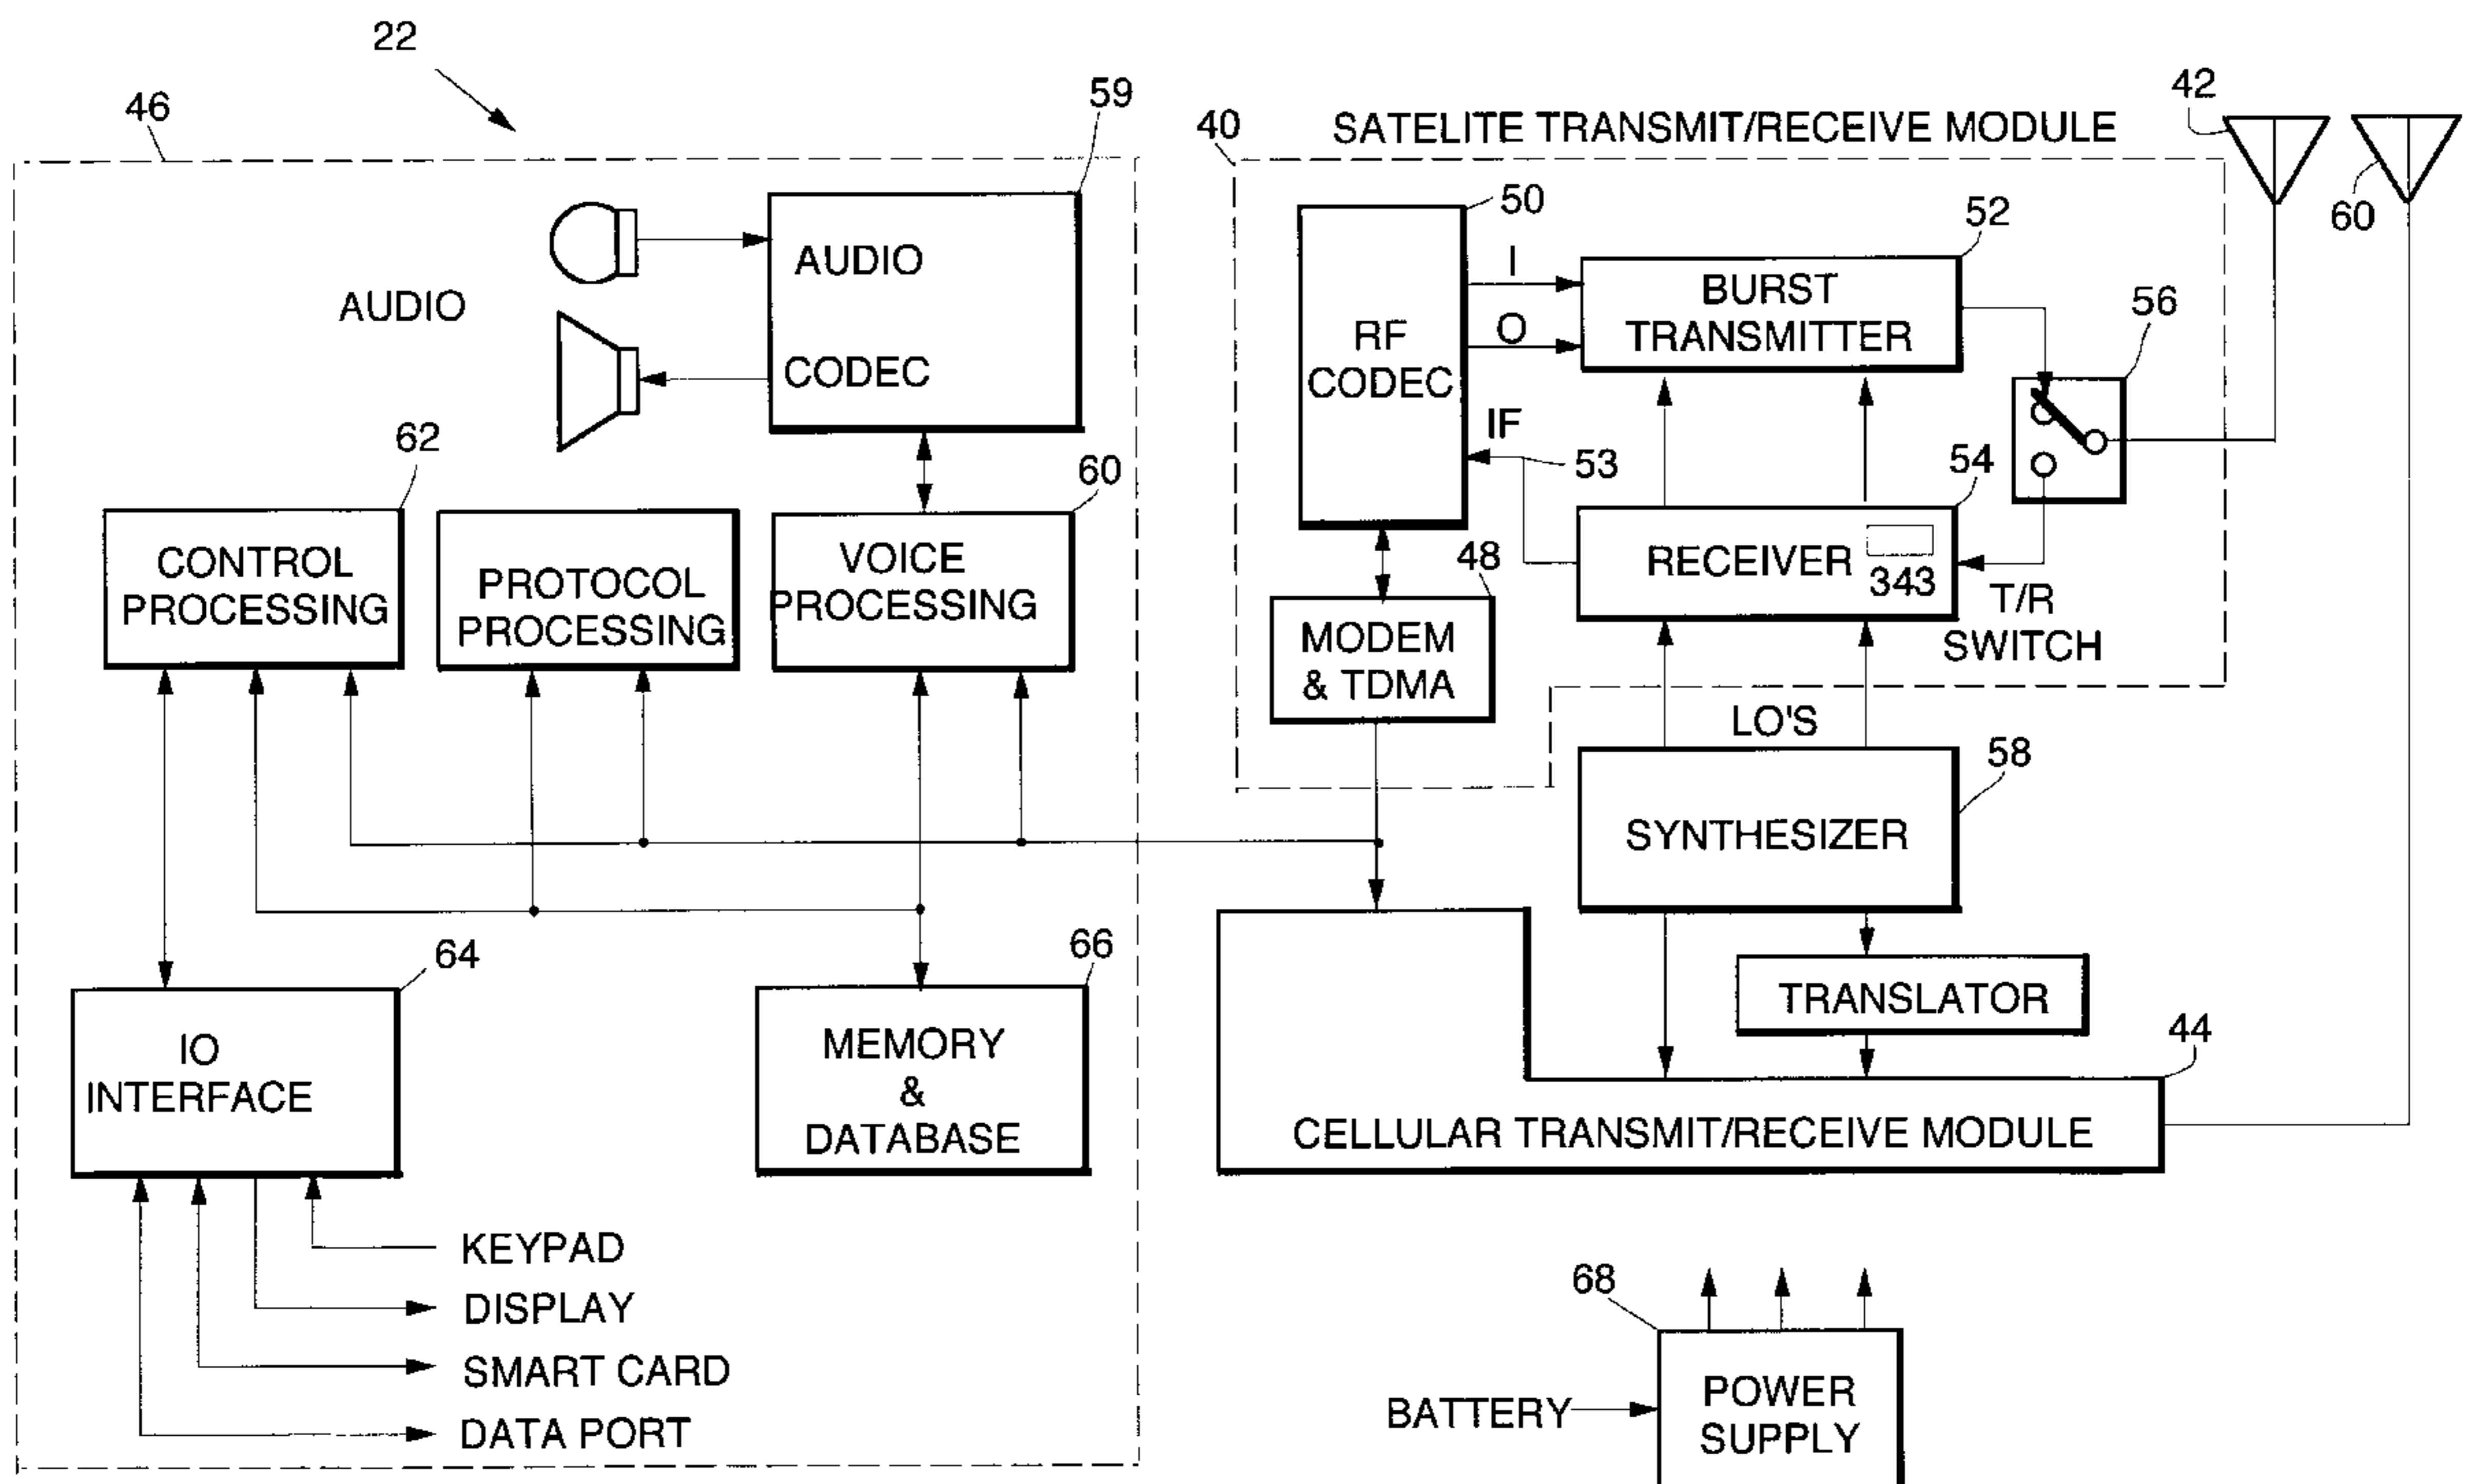 22
46
59
AUDIO
AUDIO
CODEC
62
60
CONTROL
PROCESSING
PROTOCOL
PROCESSING
VOICE
PROCESSING
64
66
IO
INTERFACE
MEMORY
&
DATABASE
KEYPAD
DISPLAY
SMART CARD
DATA PORT
40
SATELITE TRANSMIT/RECEIVE MODULE
42
60
50
52
I
O
RF
CODEC
BURST
TRANSMITTER
56
IF
53
54
RECEIVER
343
T/R
SWITCH
48
MODEM
& TDMA
LO'S
58
SYNTHESIZER
TRANSLATOR
44
CELLULAR TRANSMIT/RECEIVE MODULE
68
BATTERY
POWER
SUPPLY